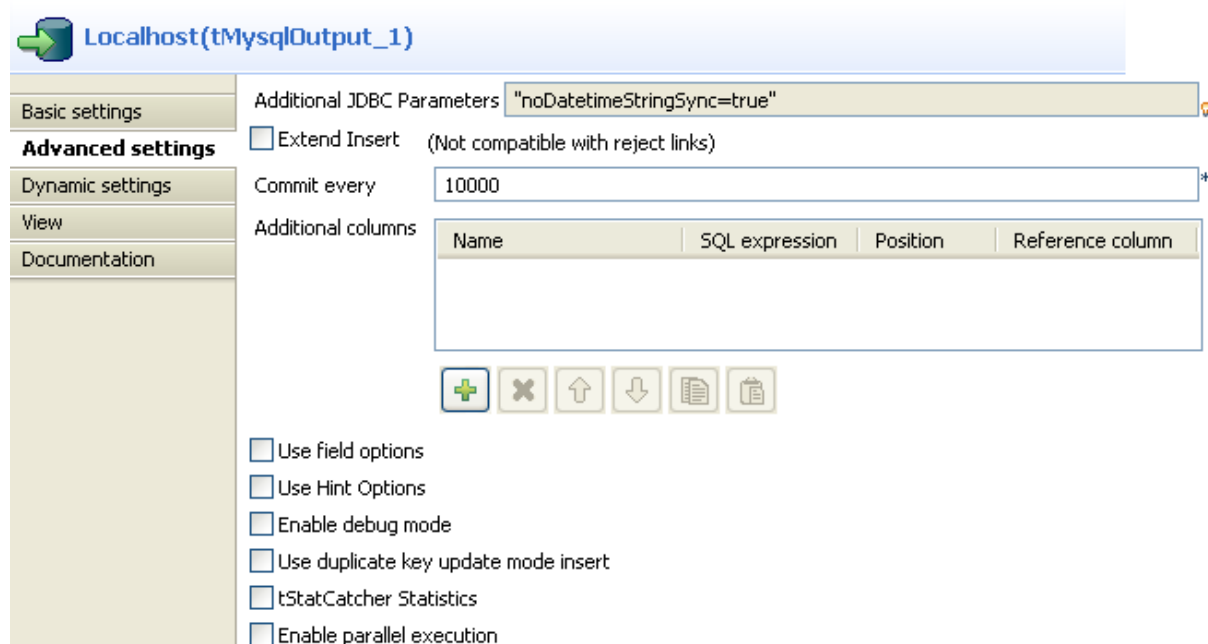 Localhost(tMysqlOutput_1)
Basic settings
Advanced settings
Dynamic settings
View
Documentation
Additional JDBC Parameters "noDatetimeStringSync=true"
Extend Insert (Not compatible with reject links)
Commit every 10000 *
Additional columns
Name SQL expression Position Reference column
Use field options
Use Hint Options
Enable debug mode
Use duplicate key update mode insert
tStatCatcher Statistics
Enable parallel execution